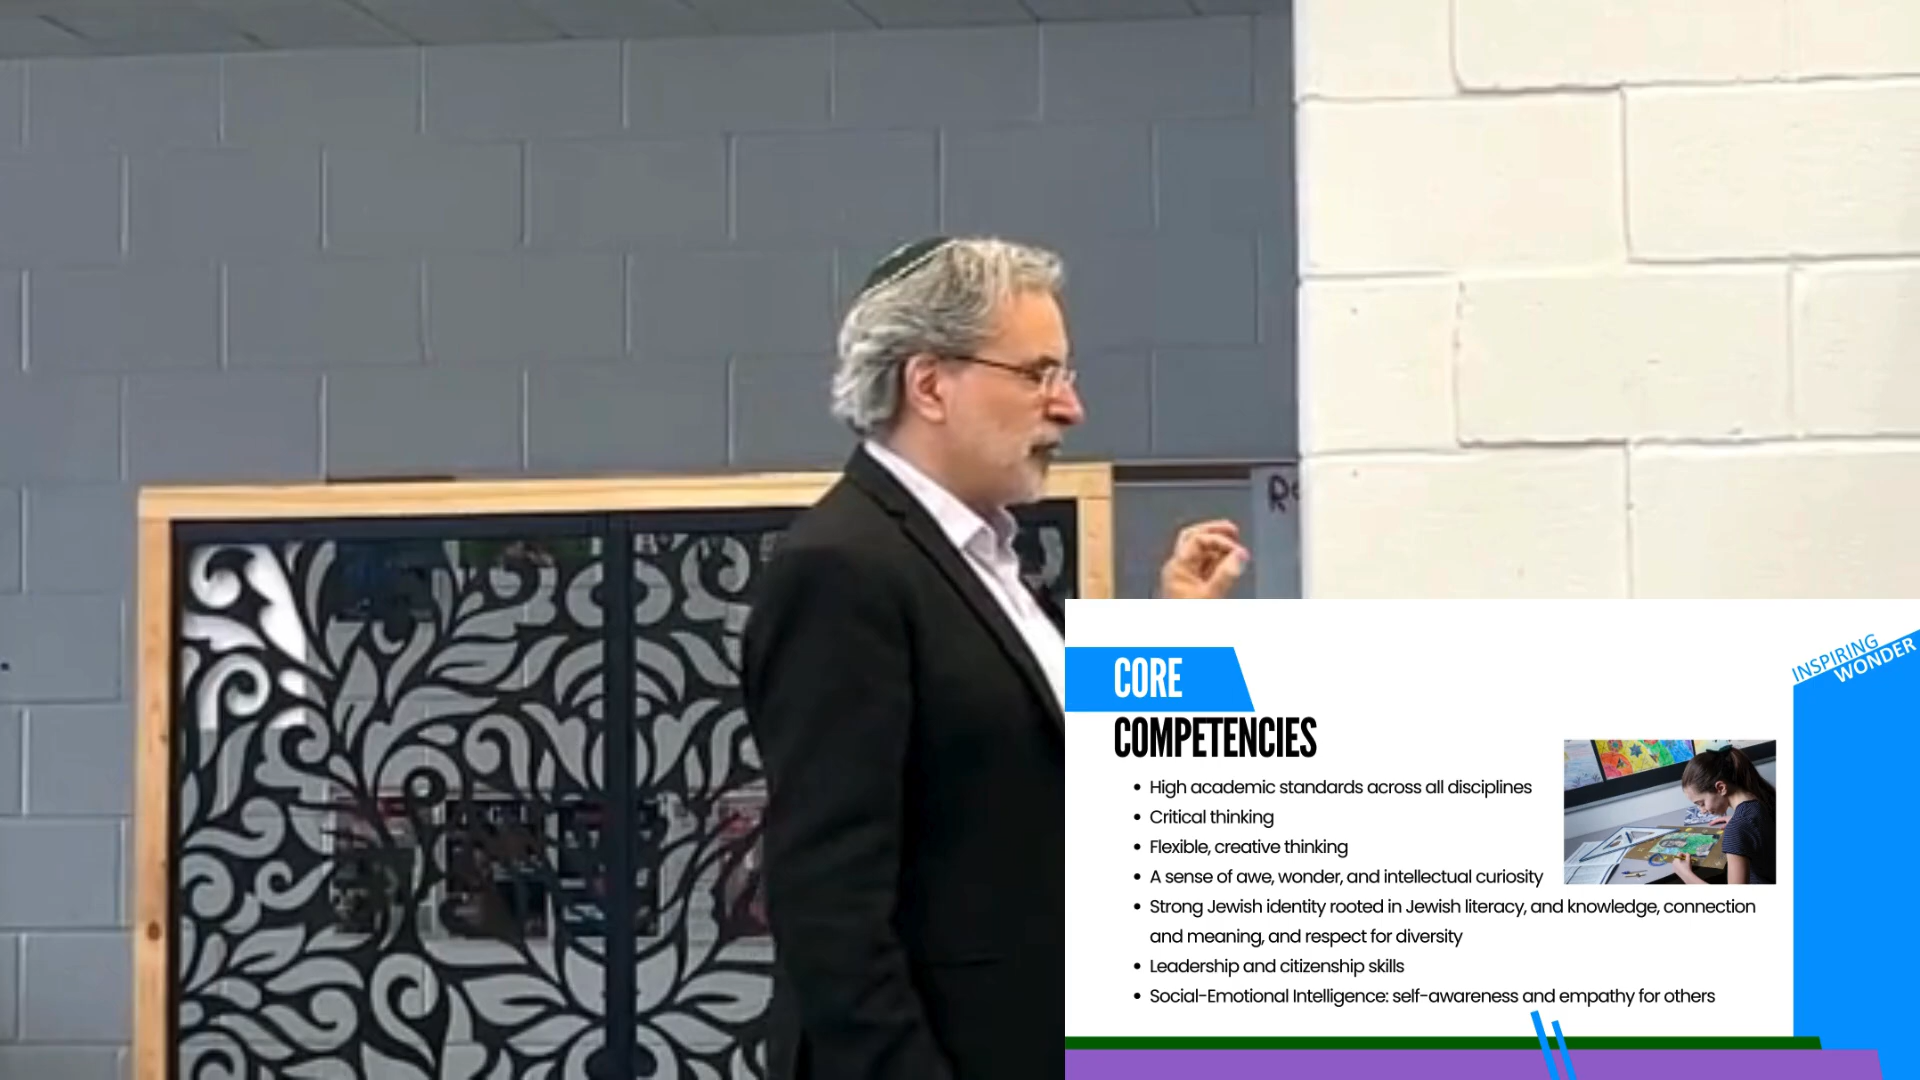 INSPIRING
WONDER
CORE
COMPETENCIES
• High academic standards across all disciplines
• Critical thinking
• Flexible, creative thinking
• A sense of awe, wonder, and intellectual curiosity
• Strong Jewish identity rooted in Jewish literacy, and knowledge, connection
and meaning, and respect for diversity
• Leadership and citizenship skills
• Social-Emotional Intelligence: self-awareness and empathy for others